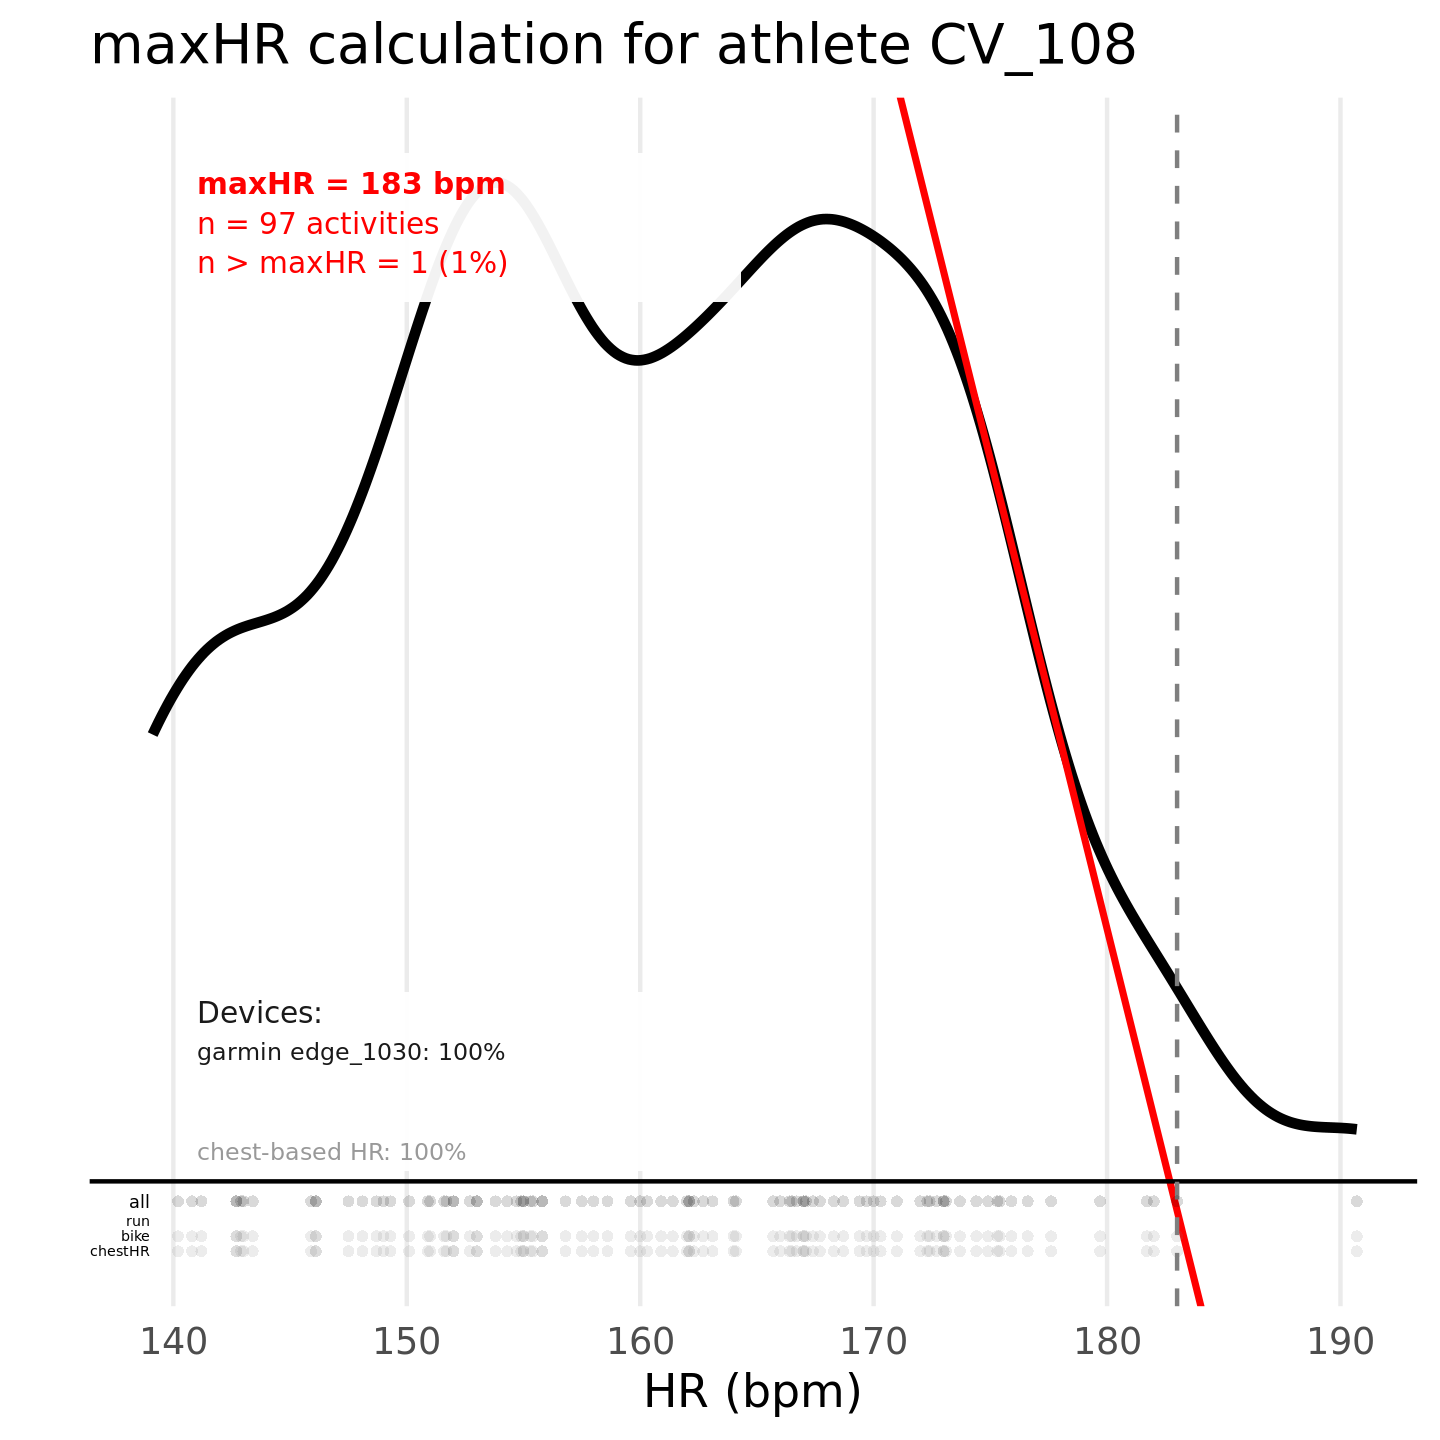 maxHR calculation for athlete CV_108
maxHR = 183 bpm
n = 97 activities
n > maxHR = 1 (1%)
Devices:
garmin edge_1030: 100%
chest-based HR: 100%
all
run
bike
chestHR
140 150 160 170 180 190
HR (bpm)